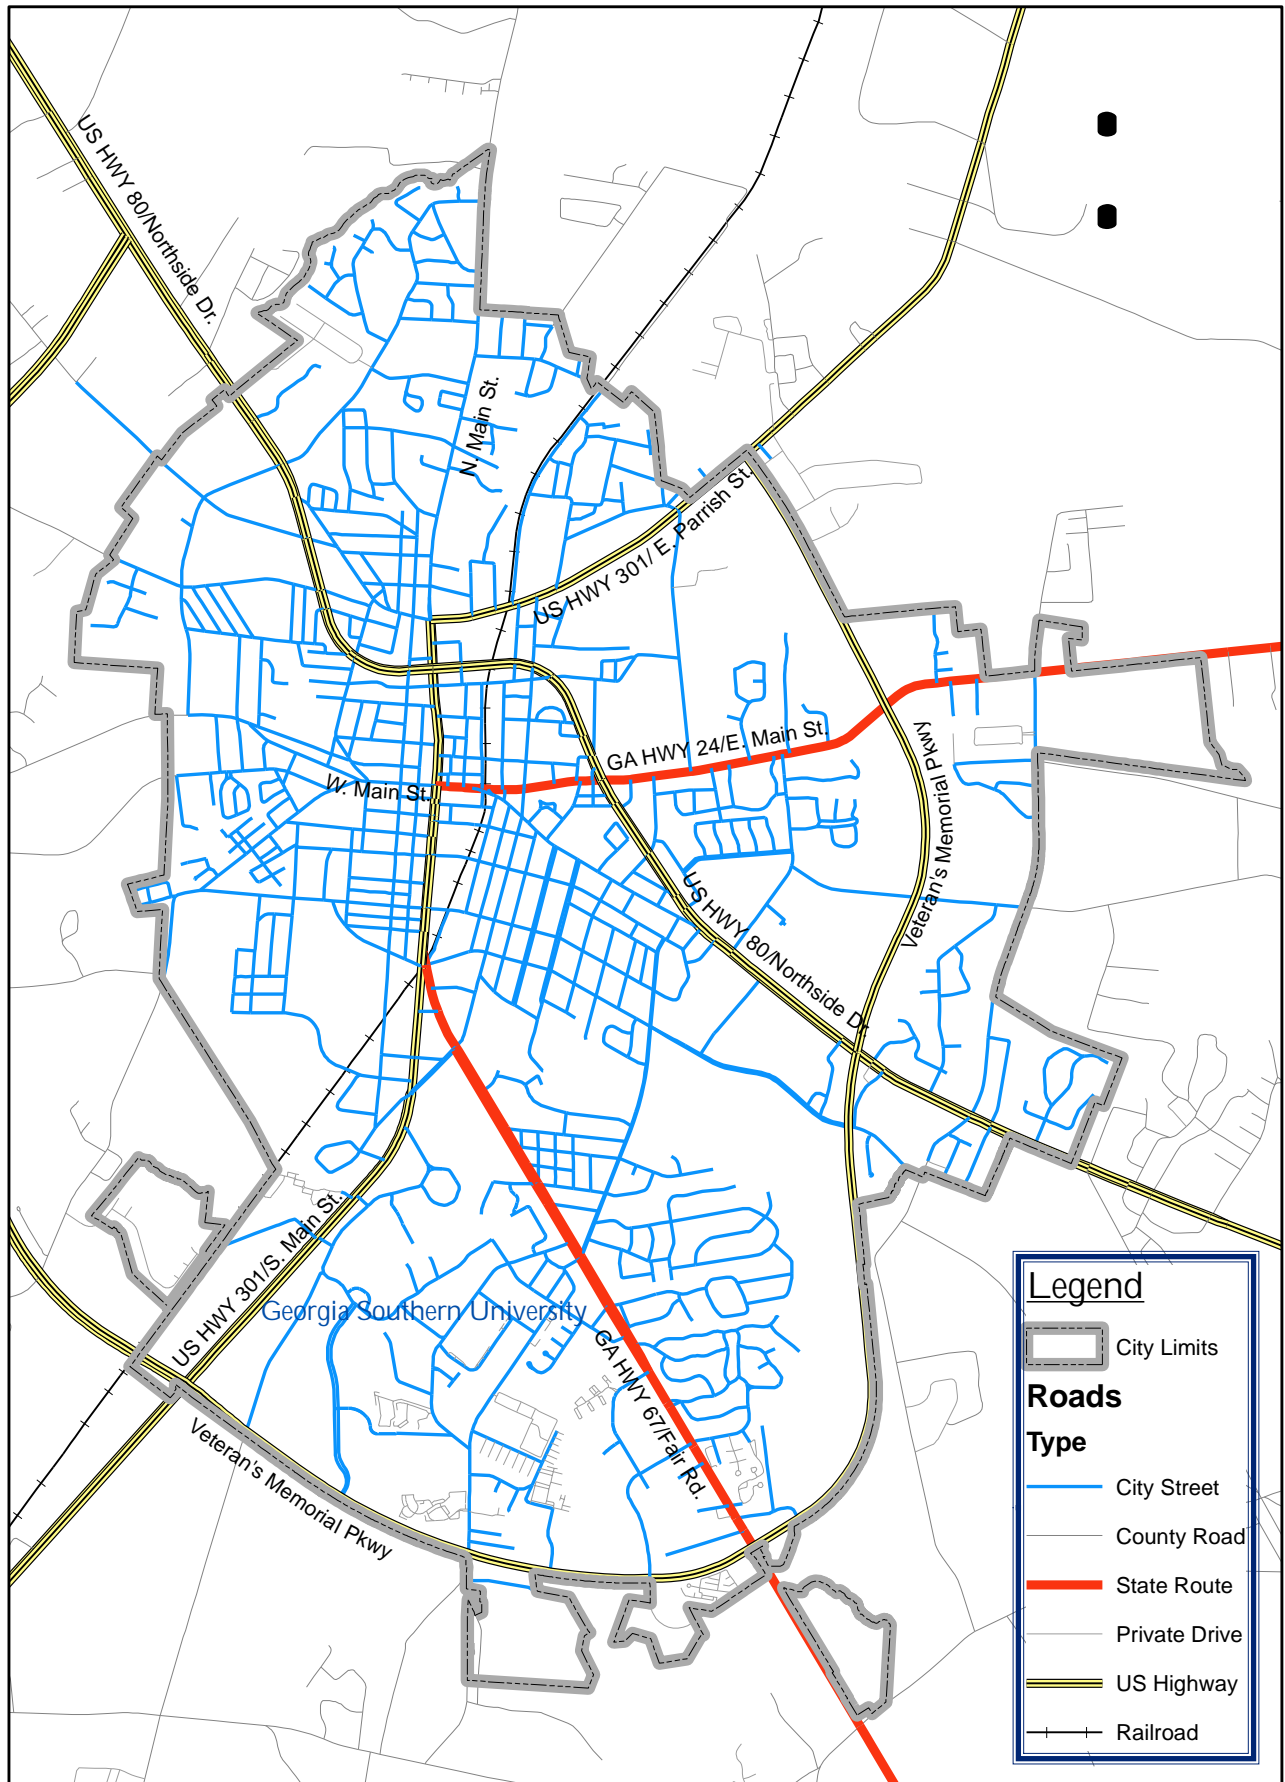 US HWY 80/Northside Dr.
N. Main St.
US HWY 301/ E. Parrish St.
GA HWY 24/E. Main St.
W. Main St.
Veteran's Memorial Pkwy
US HWY 80/Northside Dr.
US HWY 301/S. Main St.
Georgia Southern University
GA HWY 67/Fair Rd.
Veteran's Memorial Pkwy
Legend
City Limits
Roads
Type
City Street
County Road
State Route
Private Drive
US Highway
Railroad